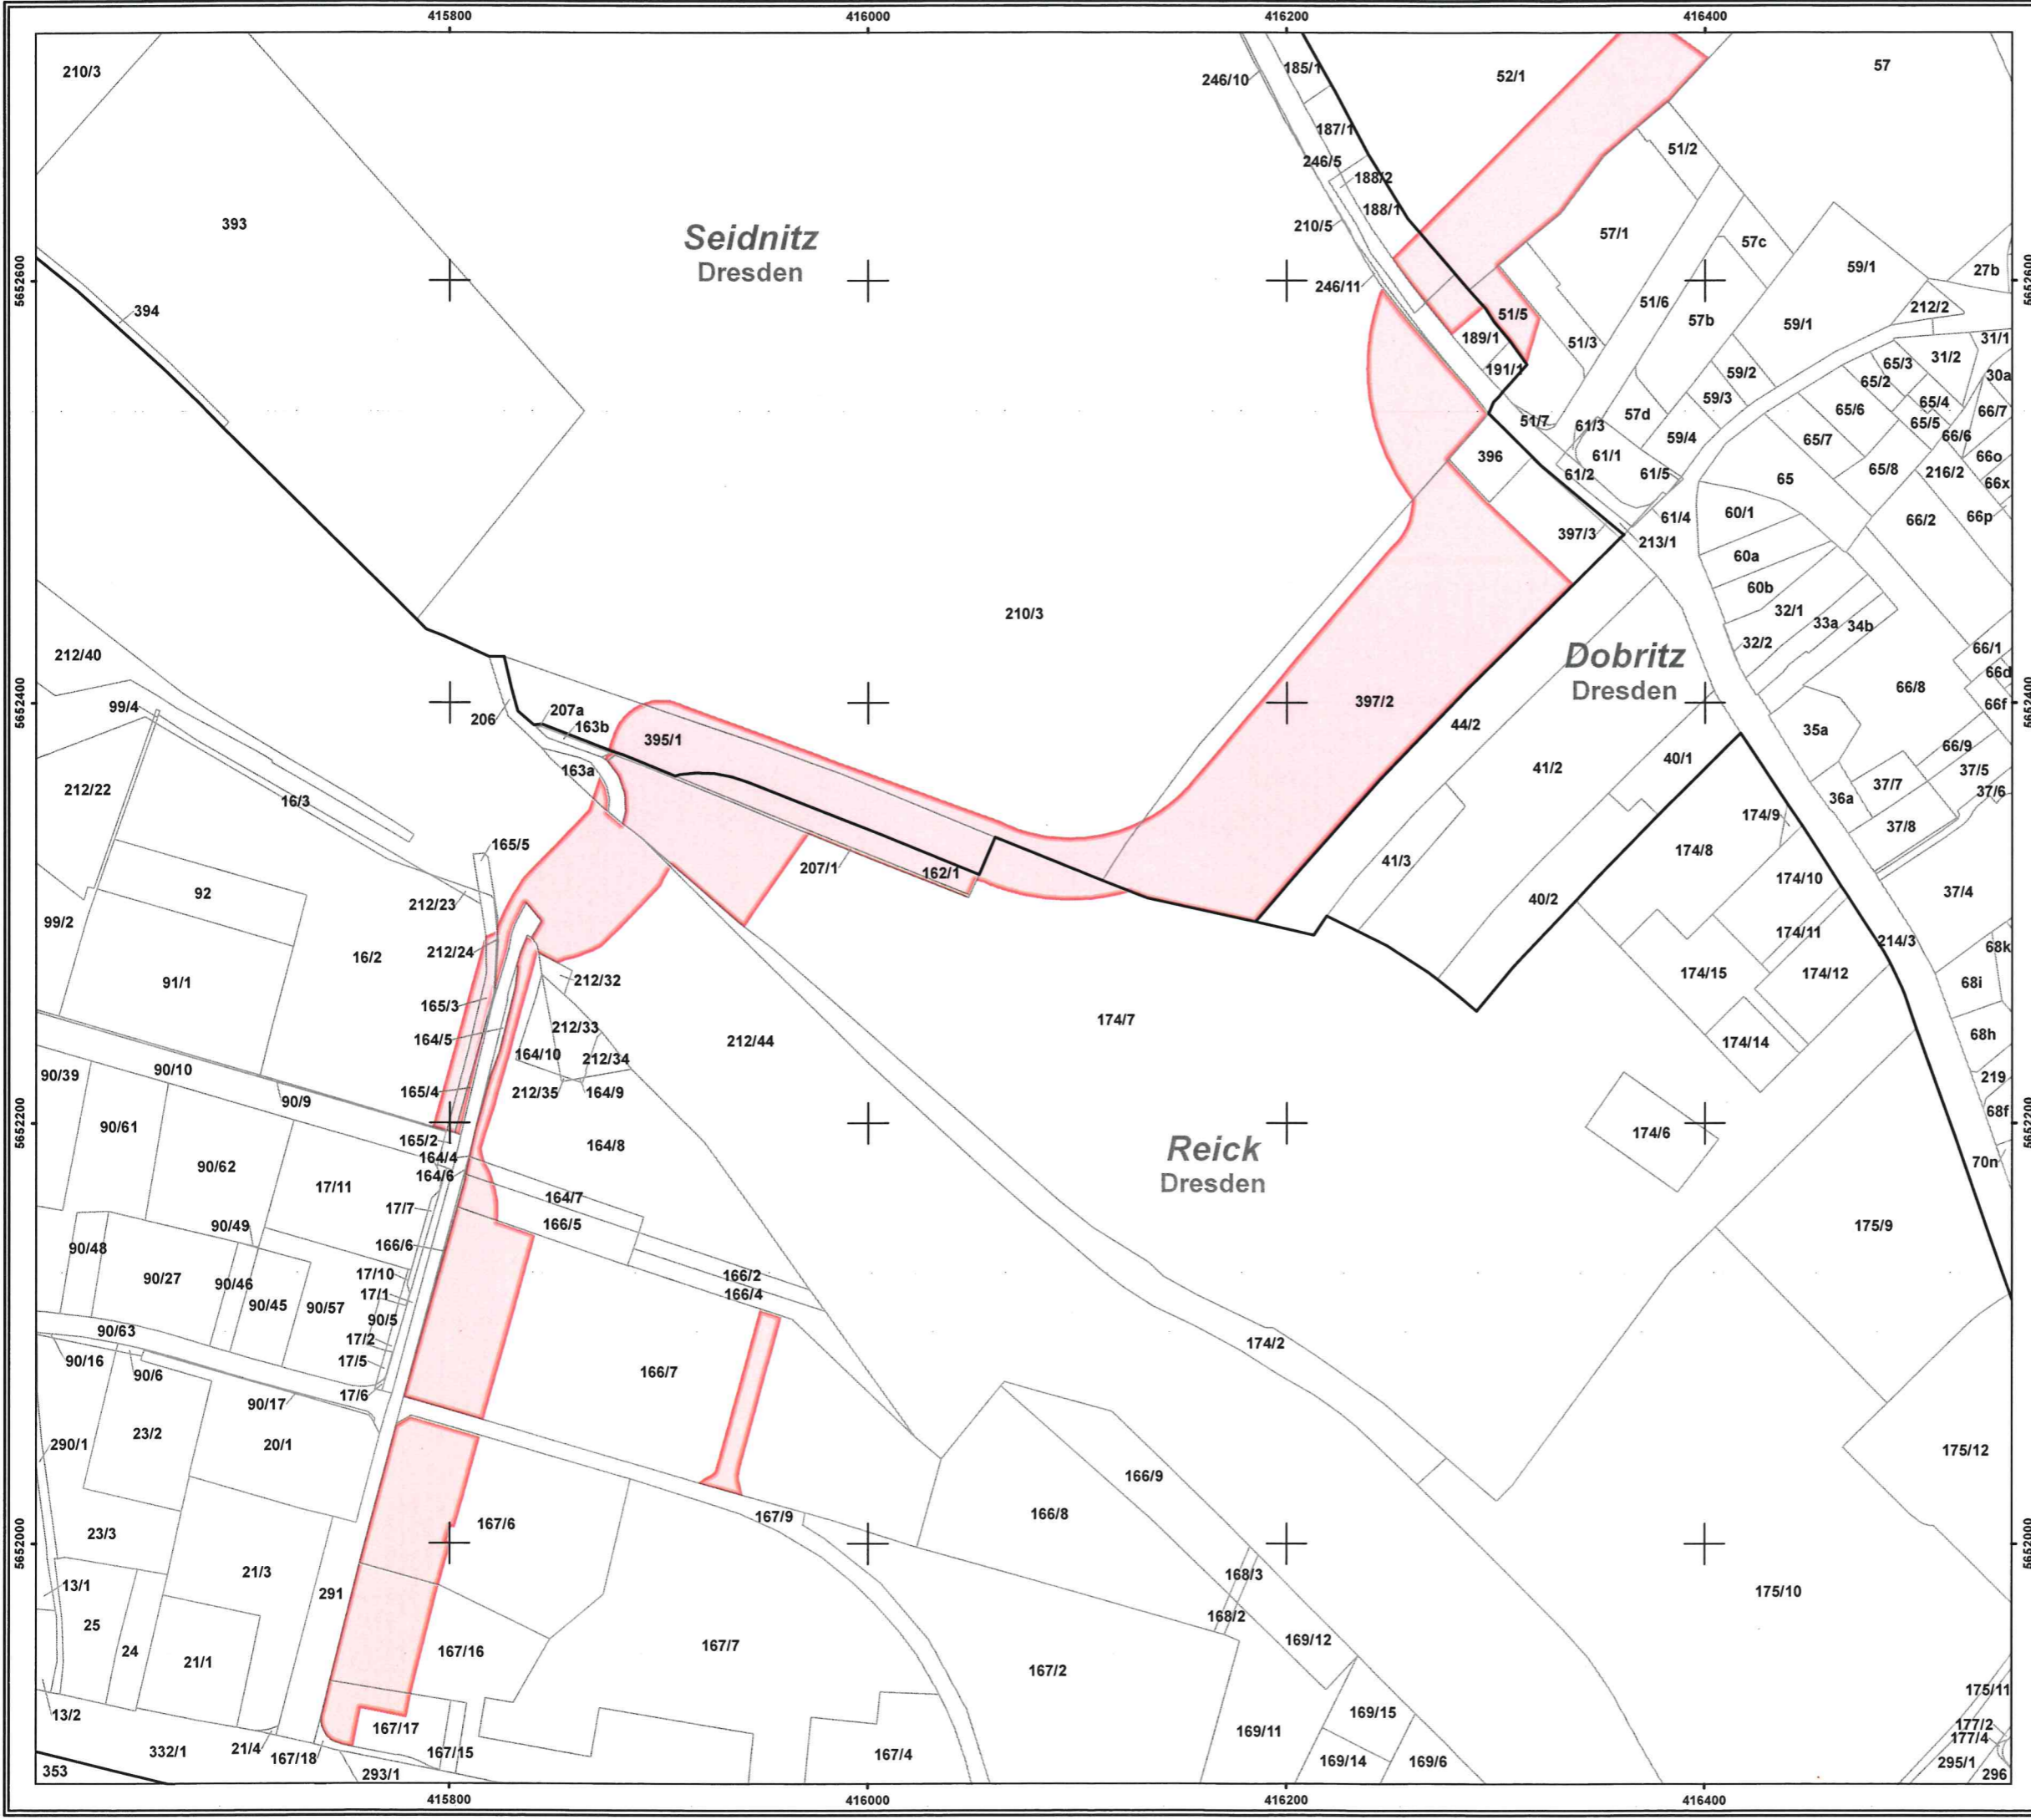 415800 416000 416200 416400
210/3 246/10 185/1 52/1 57
187/1 51/2
246/5
188/2
393 210/5 188/1 57/1 57c
Seidnitz
Dresden
5652600 246/11 59/1 27b 5652600
394 51/5 51/6 57b 59/1 212/2
189/1 51/3 31/1
191/1 59/2 65/3 31/2
65/2 30a
59/3 65/4
51/7 61/3 57d 65/6 65/5 66/7
396 61/1 59/4 65/7 66/6
61/2 61/5 65 65/8 216/2 66o
66x
397/3 61/4 60/1 66/2 66p
213/1
60a
60b
210/3 32/1
33a 34b
212/40 32/2 66/1
Dobritz
Dresden
66d
66/8
5652400 99/4 206 207a 397/2 44/2 66f 5652400
163b 395/1 35a
163a 41/2 40/1 66/9
212/22 16/3 37/7 37/5
36a 37/6
174/9 37/8
165/5 207/1 162/1 41/3 174/8
92 174/10 37/4
212/23 40/2
99/2 174/11 214/3
212/24 68k
16/2
91/1 212/32 174/15 174/12 68i
165/3
174/7
212/33 68h
164/5 212/44 174/14
164/10 212/34
90/39 90/10 165/4 212/35 164/9 219
90/9 68f
5652200 90/61 165/2 164/8 174/6 5652200
Reick
Dresden
90/62 164/4 70n
164/6
17/11 164/7
17/7
90/49 166/5 175/9
90/48 166/6
90/27 90/46 17/10 166/2
17/1 166/4
90/45 90/57 90/5
90/63 17/2 174/2
90/16 17/5
90/6 17/6 166/7
90/17
290/1 23/2 20/1 175/12
166/9
166/8
23/3 167/6 167/9
5652000 5652000
21/3 168/3
13/1 291 175/10
25 168/2
24 169/12
21/1 167/16 167/7
167/2
175/11
13/2 167/17 169/11 169/15
177/2
332/1 21/4 167/18 167/15 167/4 169/14 169/6 177/4
295/1
353 293/1 296
415800 416000 416200 416400